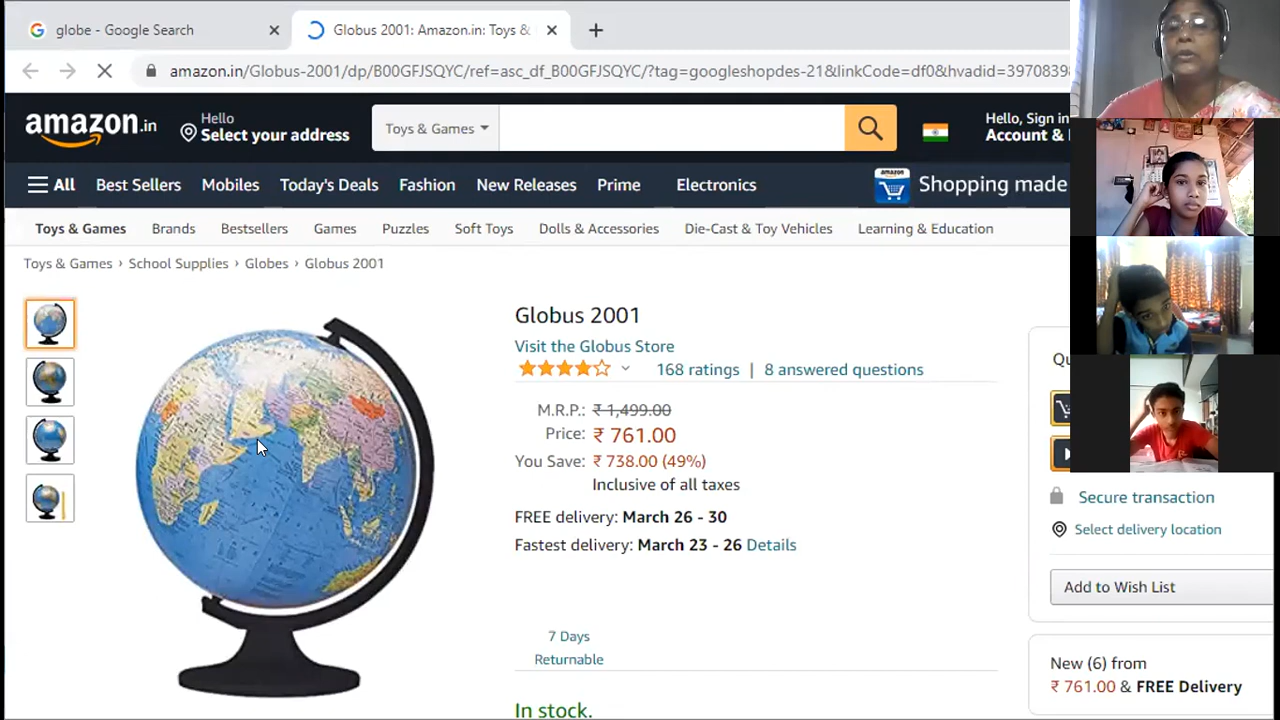 globe - Google Search
Globus 2001: Amazon.in: Toys &
amazon.in/Globus-2001/dp/B00GFJSQYC/ref=asc_df_B00GFJSQYC/?tag=googleshopdes-21&linkCode=df0&hvadid=3970839
amazon.in
Hello
Select your address
Toys & Games
Hello, Sign in
Account &
All
Best Sellers
Mobiles
Today's Deals
Fashion
New Releases
Prime
Electronics
amazon
Shopping made
Toys & Games
Brands
Bestsellers
Games
Puzzles
Soft Toys
Dolls & Accessories
Die-Cast & Toy Vehicles
Learning & Education
Toys & Games › School Supplies › Globes › Globus 2001
Globus 2001
Visit the Globus Store
168 ratings | 8 answered questions
M.R.P.: ₹ 1,499.00
Price: ₹ 761.00
You Save: ₹ 738.00 (49%)
Inclusive of all taxes
FREE delivery: March 26 - 30
Fastest delivery: March 23 - 26 Details
7 Days
Returnable
In stock.
Secure transaction
Select delivery location
Add to Wish List
New (6) from
₹ 761.00 & FREE Delivery